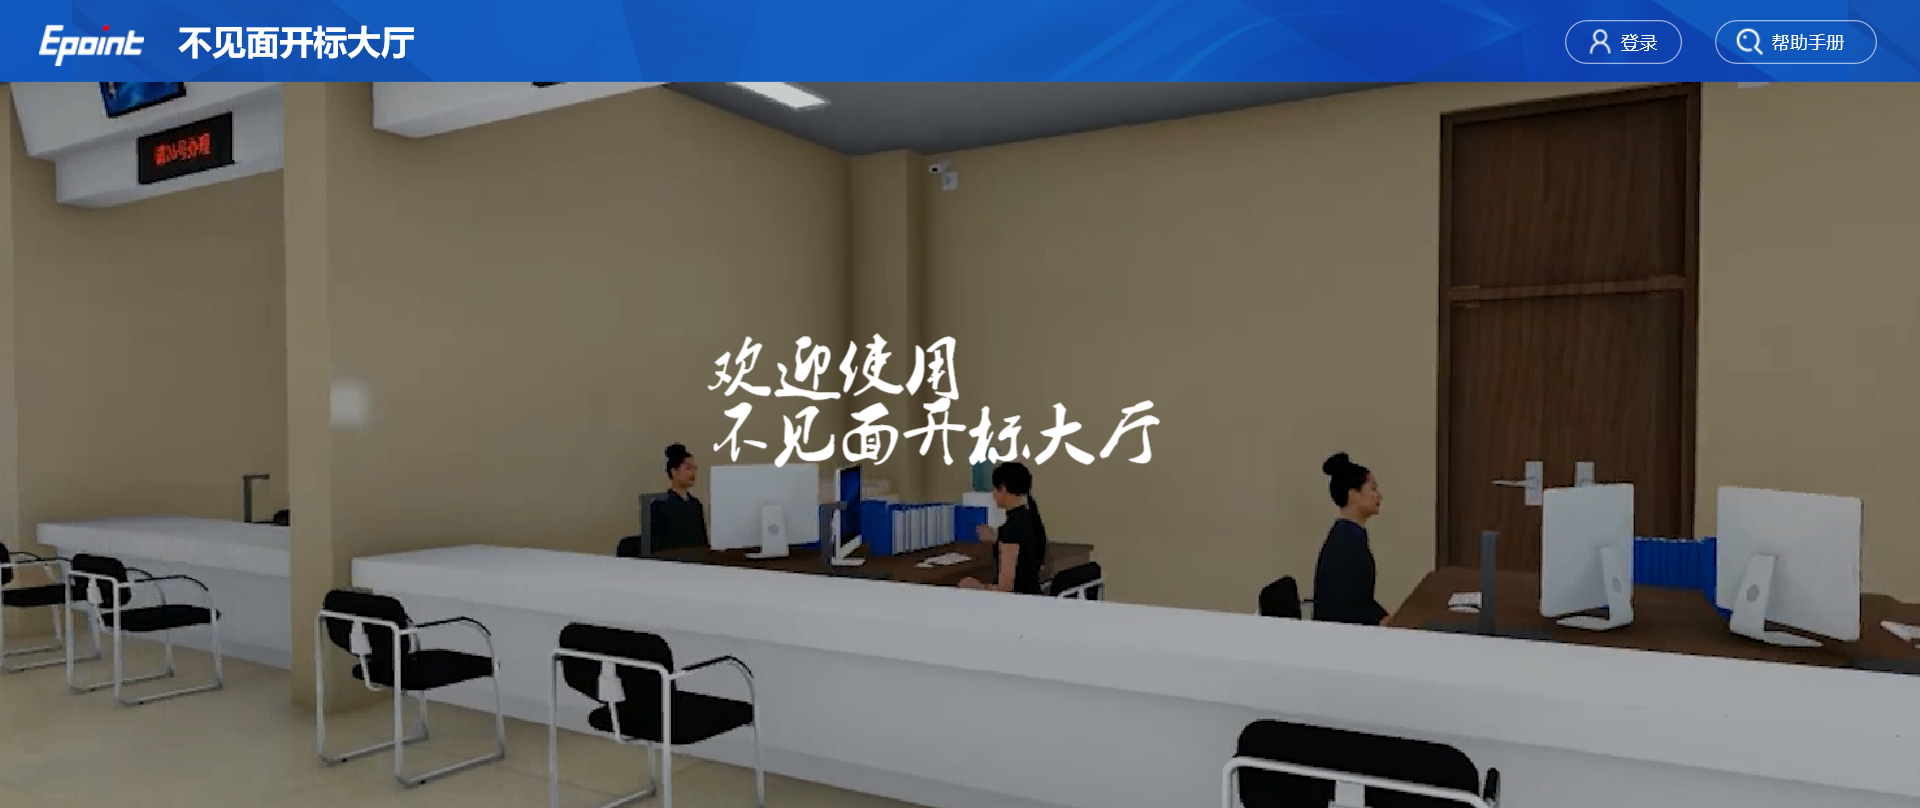 Epoint
不见面开标大厅
登录
帮助手册
欢迎使用
不见面开标大厅